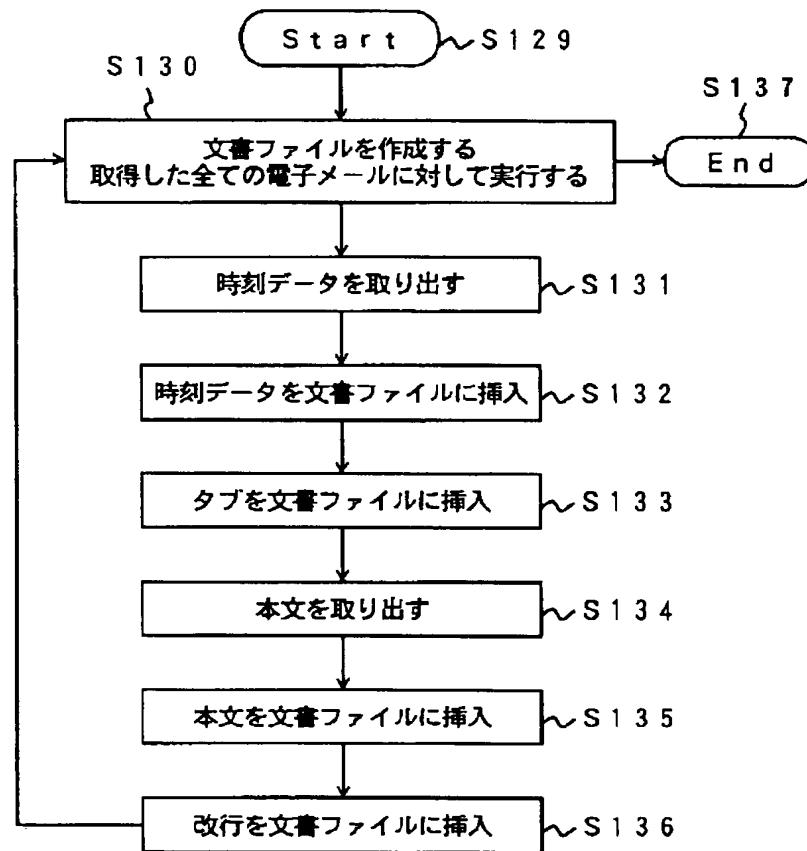 Start
S129
S130
S137
文書ファイルを作成する
取得した全ての電子メールに対して実行する
End
時刻データを取り出す
S131
時刻データを文書ファイルに挿入
S132
タブを文書ファイルに挿入
S133
本文を取り出す
S134
本文を文書ファイルに挿入
S135
改行を文書ファイルに挿入
S136